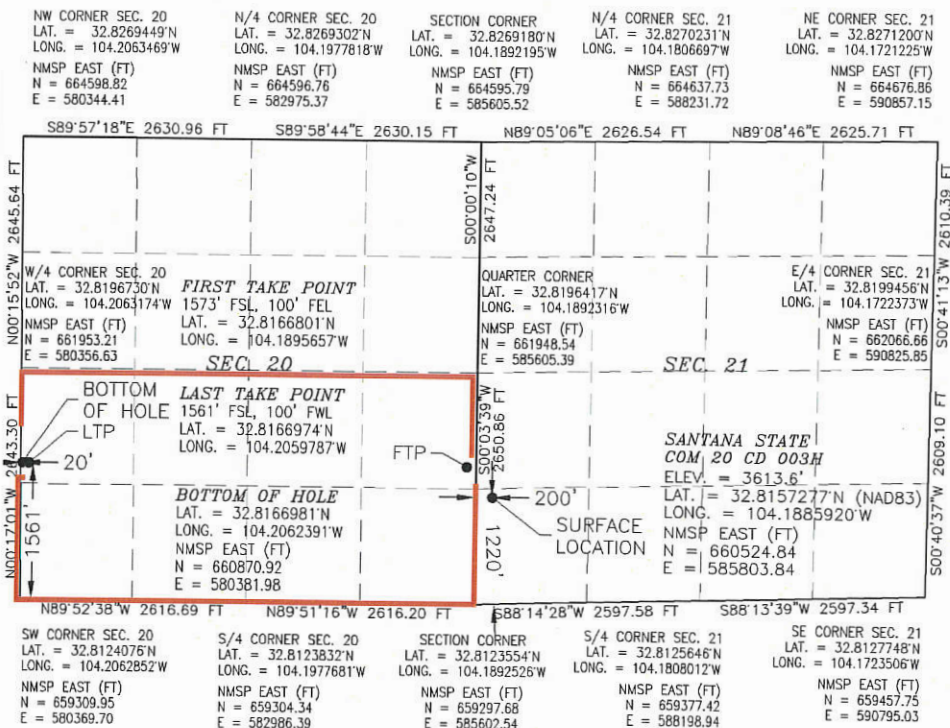 NW CORNER SEC. 20
LAT. = 32.8269449'N
LONG. = 104.2063469'W
NMSP EAST (FT)
N = 664598.82
E = 580344.41
N/4 CORNER SEC. 20
LAT. = 32.8269302'N
LONG. = 104.1977818'W
NMSP EAST (FT)
N = 664596.76
E = 582975.37
SECTION CORNER
LAT. = 32.8269180'N
LONG. = 104.1892195'W
NMSP EAST (FT)
N = 664595.79
E = 585605.52
N/4 CORNER SEC. 21
LAT. = 32.8270231'N
LONG. = 104.1806697'W
NMSP EAST (FT)
N = 664637.73
E = 588231.72
NE CORNER SEC. 21
LAT. = 32.8271200'N
LONG. = 104.1721225'W
NMSP EAST (FT)
N = 664676.86
E = 590857.15
S89°57'18"E 2630.96 FT
S89°58'44"E 2630.15 FT
N89°05'06"E 2626.54 FT
N89°08'46"E 2625.71 FT
N00°15'52"W 2645.64 FT
S00°00'10"W 2647.24 FT
S00°41'13"W 2610.39 FT
W/4 CORNER SEC. 20
LAT. = 32.8196730'N
LONG. = 104.2063174'W
NMSP EAST (FT)
N = 661953.21
E = 580356.63
FIRST TAKE POINT
1573' FSL, 100' FEL
LAT. = 32.8166801'N
LONG. = 104.1895657'W
QUARTER CORNER
LAT. = 32.8196417'N
LONG. = 104.1892316'W
NMSP EAST (FT)
N = 661948.54
E = 585605.39
E/4 CORNER SEC. 21
LAT. = 32.8199456'N
LONG. = 104.1722373'W
NMSP EAST (FT)
N = 662066.66
E = 590825.85
SEC. 20
SEC. 21
BOTTOM
OF HOLE
LTP
20'
LAST TAKE POINT
1561' FSL, 100' FWL
LAT. = 32.8166974'N
LONG. = 104.2059787'W
FTP
N00°17'01"W 2643.30 FT
S00°03'39"W
2650.86 FT
S00°40'37"W 2609.10 FT
1561'
BOTTOM OF HOLE
LAT. = 32.8166981'N
LONG. = 104.2062391'W
NMSP EAST (FT)
N = 660870.92
E = 580381.98
200'
1220'
SURFACE
LOCATION
SANTANA STATE
COM 20 CD 003H
ELEV. = 3613.6'
LAT. = 32.8157277'N (NAD83)
LONG. = 104.1885920'W
NMSP EAST (FT)
N = 660524.84
E = 585803.84
N89°52'38"W 2616.69 FT
N89°51'16"W 2616.20 FT
S88°14'28"W 2597.58 FT
S88°13'39"W 2597.34 FT
SW CORNER SEC. 20
LAT. = 32.8124076'N
LONG. = 104.2062852'W
NMSP EAST (FT)
N = 659309.95
E = 580369.70
S/4 CORNER SEC. 20
LAT. = 32.8123832'N
LONG. = 104.1977681'W
NMSP EAST (FT)
N = 659304.34
E = 582986.39
SECTION CORNER
LAT. = 32.8123554'N
LONG. = 104.1892526'W
NMSP EAST (FT)
N = 659297.68
E = 585602.54
S/4 CORNER SEC. 21
LAT. = 32.8125646'N
LONG. = 104.1808012'W
NMSP EAST (FT)
N = 659377.42
E = 588198.94
SE CORNER SEC. 21
LAT. = 32.8127748'N
LONG. = 104.1723506'W
NMSP EAST (FT)
N = 659457.75
E = 590795.03